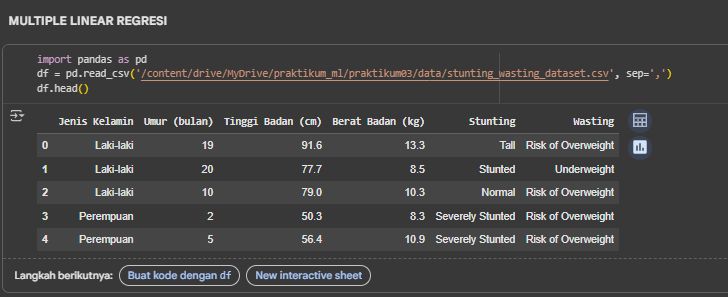 MULTIPLE LINEAR REGRESI
import pandas as pd
df = pd.read_csv('/content/drive/MyDrive/praktikum_ml/praktikum03/data/stunting_wasting_dataset.csv', sep=',')
df.head()
Jenis Kelamin Umur (bulan) Tinggi Badan (cm) Berat Badan (kg) Stunting Wasting
0 Laki-laki 19 91.6 13.3 Tall Risk of Overweight
1 Laki-laki 20 77.7 8.5 Stunted Underweight
2 Laki-laki 10 79.0 10.3 Normal Risk of Overweight
3 Perempuan 2 50.3 8.3 Severely Stunted Risk of Overweight
4 Perempuan 5 56.4 10.9 Severely Stunted Risk of Overweight
Langkah berikutnya: Buat kode dengan df New interactive sheet